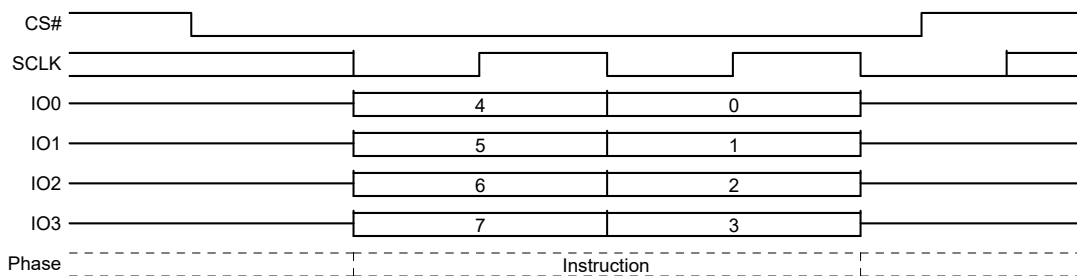 CS#
SCLK
IO0 4 0
IO1 5 1
IO2 6 2
IO3 7 3
Phase Instruction